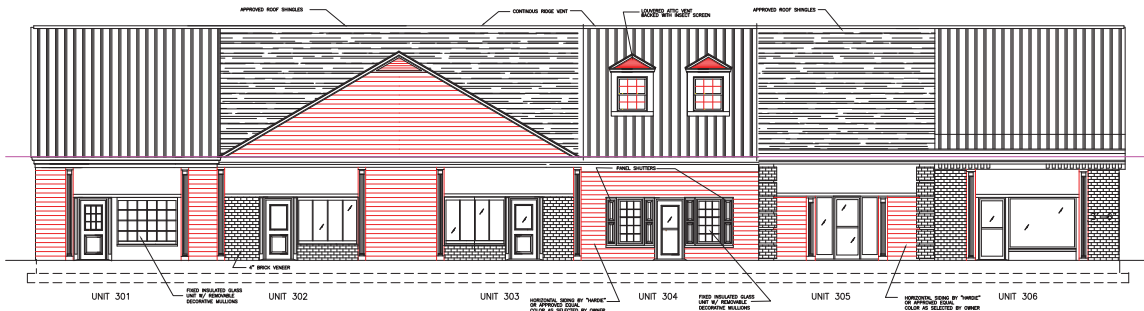 APPROVED ROOF SHINGLES
CONTINOUS RIDGE VENT
LOUVERED ATTIC VENT
BACKED WITH INSECT SCREEN
APPROVED ROOF SHINGLES
PANEL SHUTTERS
4" BRICK VENEER
UNIT 301
FIXED INSULATED GLASS
UNIT W/ REMOVABLE
DECORATIVE MULLIONS
UNIT 302
UNIT 303
HORIZONTAL SIDING BY "HARDIE"
OR APPROVED EQUAL
COLOR AS SELECTED BY OWNER
UNIT 304
FIXED INSULATED GLASS
UNIT W/ REMOVABLE
DECORATIVE MULLIONS
UNIT 305
HORIZONTAL SIDING BY "HARDIE"
OR APPROVED EQUAL
COLOR AS SELECTED BY OWNER
UNIT 306